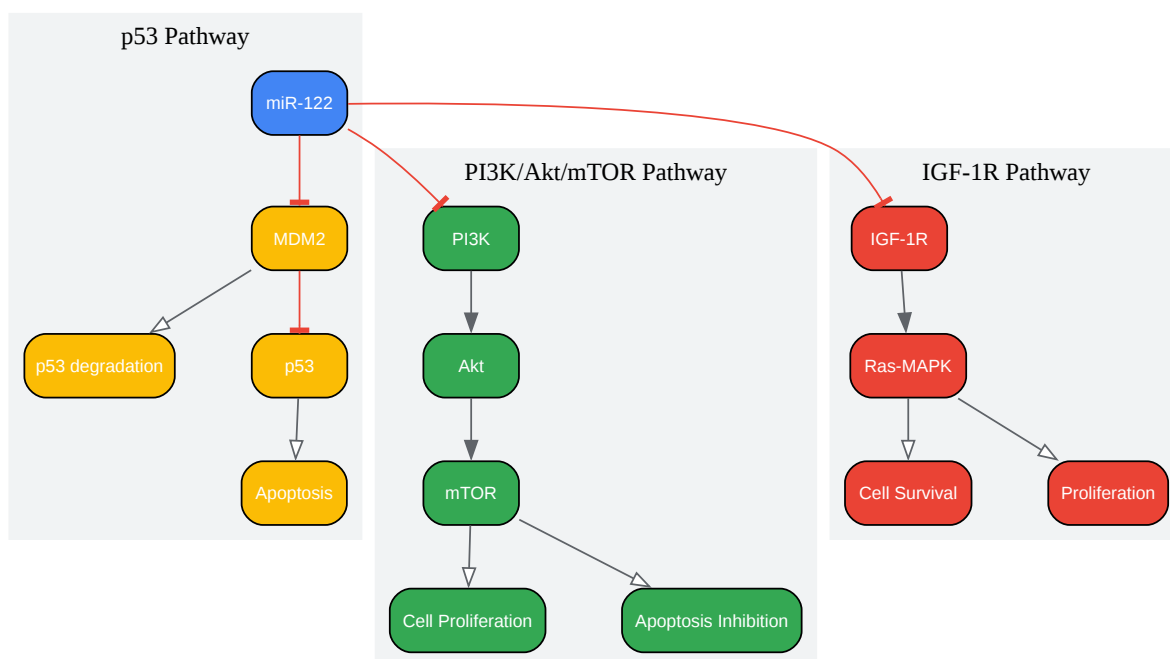 p53 Pathway
miR-122
PI3K/Akt/mTOR Pathway
IGF-1R Pathway
MDM2
PI3K
IGF-1R
p53 degradation
p53
Akt
Ras-MAPK
Apoptosis
mTOR
Cell Survival
Proliferation
Cell Proliferation
Apoptosis Inhibition